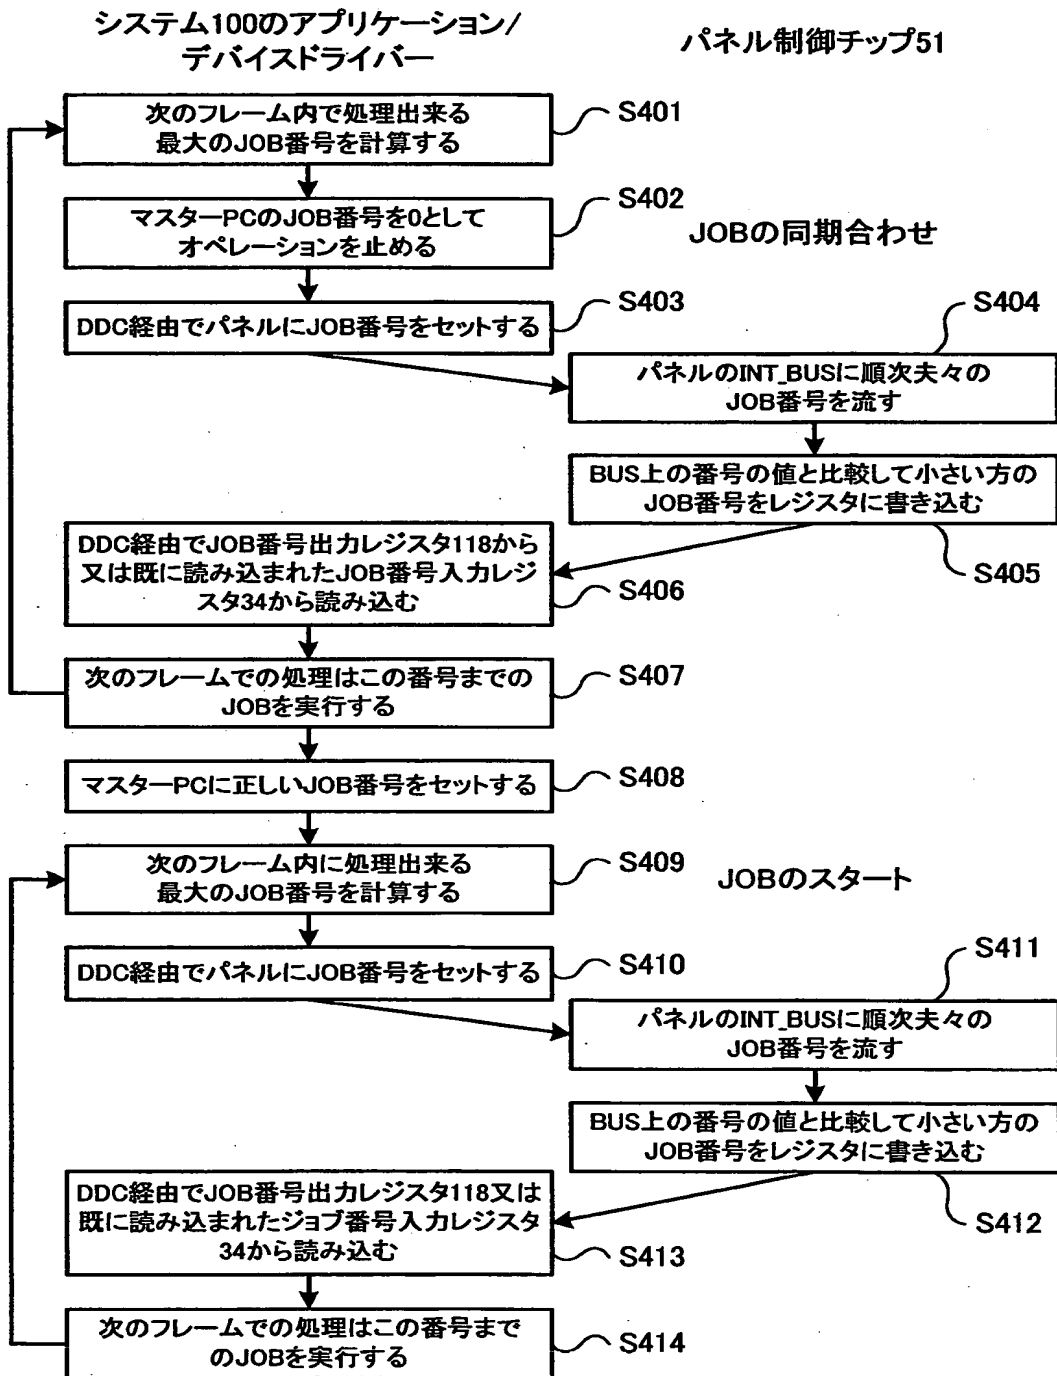 システム100のアプリケーション/
デバイスドライバー
パネル制御チップ51
次のフレーム内で処理出来る
最大のJOB番号を計算する
S401
マスターPCのJOB番号を0として
オペレーションを止める
S402
JOBの同期合わせ
DDC経由でパネルにJOB番号をセットする
S403
S404
パネルのINT_BUSに順次夫々の
JOB番号を流す
BUS上の番号の値と比較して小さい方の
JOB番号をレジスタに書き込む
S405
DDC経由でJOB番号出力レジスタ118から
又は既に読み込まれたJOB番号入力レジ
スタ34から読み込む
S406
次のフレームでの処理はこの番号までの
JOBを実行する
S407
マスターPCに正しいJOB番号をセットする
S408
次のフレーム内に処理出来る
最大のJOB番号を計算する
S409
JOBのスタート
DDC経由でパネルにJOB番号をセットする
S410
S411
パネルのINT_BUSに順次夫々の
JOB番号を流す
BUS上の番号の値と比較して小さい方の
JOB番号をレジスタに書き込む
S412
DDC経由でJOB番号出力レジスタ118又は
既に読み込まれたジョブ番号入力レジスタ
34から読み込む
S413
次のフレームでの処理はこの番号まで
のJOBを実行する
S414